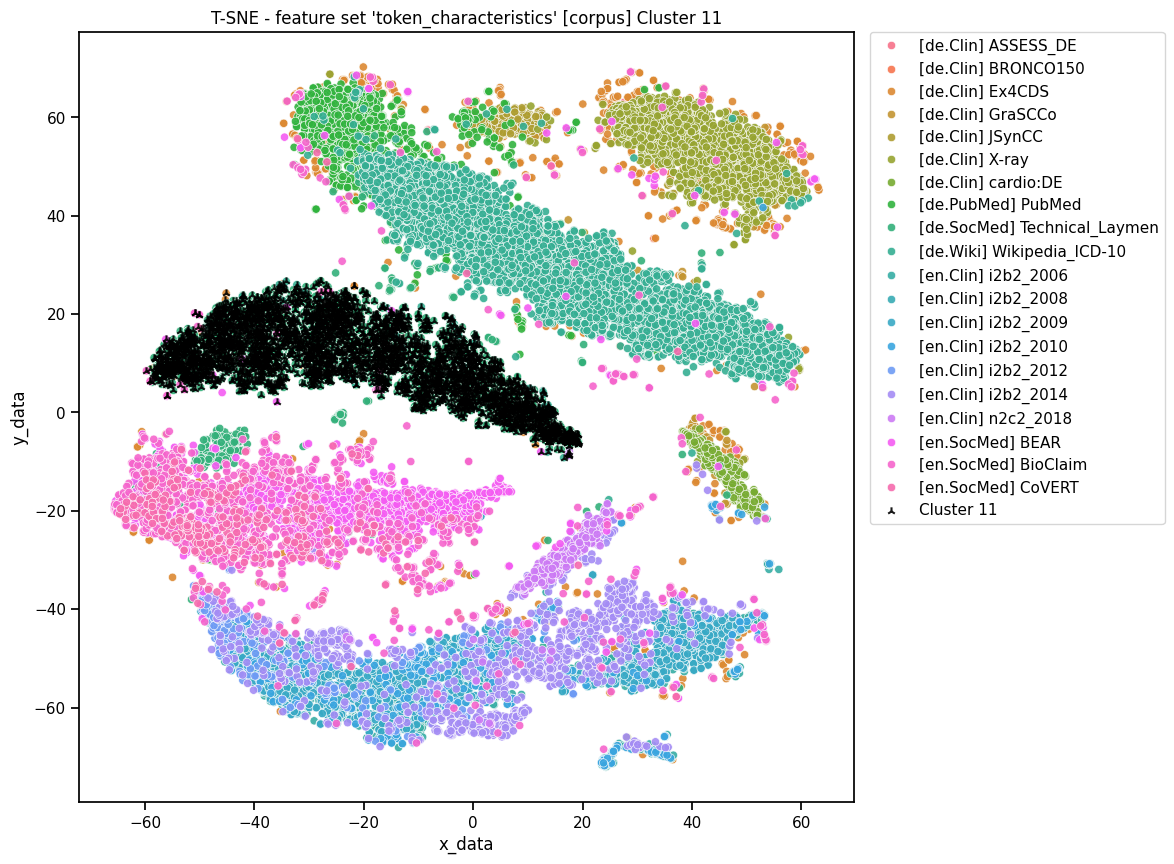 T-SNE - feature set 'token_characteristics' [corpus] Cluster 11
y_data
60
40
20
0
−20
−40
−60
−60
−40
−20
0
20
40
60
x_data
[de.Clin] ASSESS_DE
[de.Clin] BRONCO150
[de.Clin] Ex4CDS
[de.Clin] GraSCCo
[de.Clin] JSynCC
[de.Clin] X-ray
[de.Clin] cardio:DE
[de.PubMed] PubMed
[de.SocMed] Technical_Laymen
[de.Wiki] Wikipedia_ICD-10
[en.Clin] i2b2_2006
[en.Clin] i2b2_2008
[en.Clin] i2b2_2009
[en.Clin] i2b2_2010
[en.Clin] i2b2_2012
[en.Clin] i2b2_2014
[en.Clin] n2c2_2018
[en.SocMed] BEAR
[en.SocMed] BioClaim
[en.SocMed] CoVERT
Cluster 11